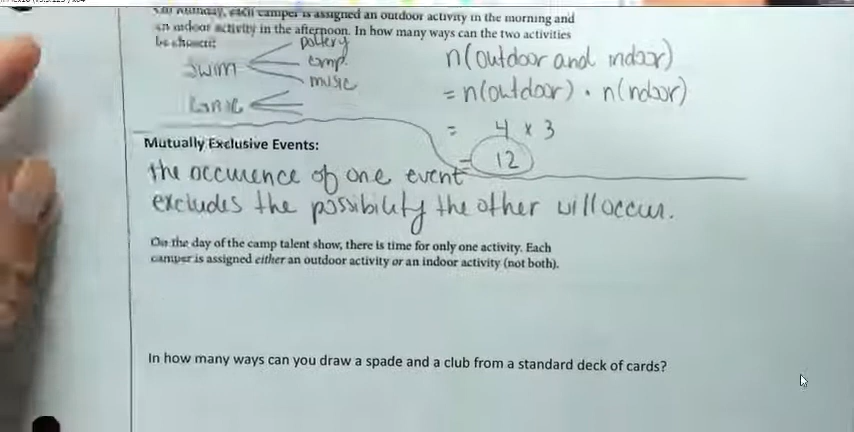 each camper is assigned an outdoor activity in the morning and
activity in the afternoon. In how many ways can the two activities
be
pottery
swim
comp.
music
n(outdoor and indoor)
= n(outdoor) • n(indoor)
= 4 x 3
= 12
Mutually Exclusive Events:
the occurence of one event
excludes the possibility the other will occur.
On the day of the camp talent show, there is time for only one activity. Each
camper is assigned either an outdoor activity or an indoor activity (not both).
In how many ways can you draw a spade and a club from a standard deck of cards?